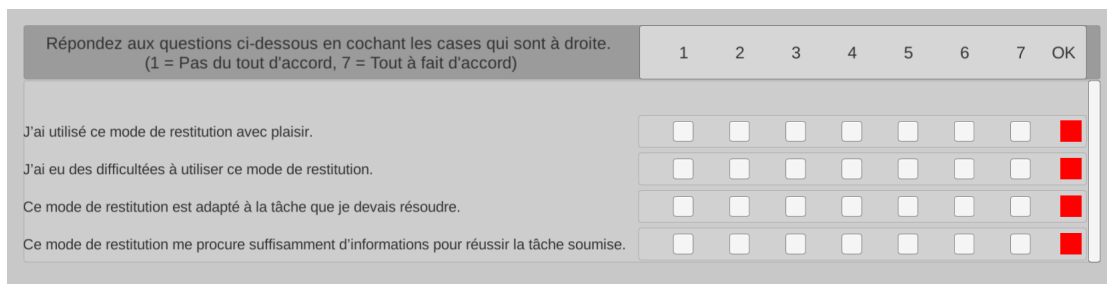 Répondez aux questions ci-dessous en cochant les cases qui sont à droite.
(1 = Pas du tout d'accord, 7 = Tout à fait d'accord)
1 2 3 4 5 6 7 OK
J'ai utilisé ce mode de restitution avec plaisir.
J'ai eu des difficultées à utiliser ce mode de restitution.
Ce mode de restitution est adapté à la tâche que je devais résoudre.
Ce mode de restitution me procure suffisamment d'informations pour réussir la tâche soumise.